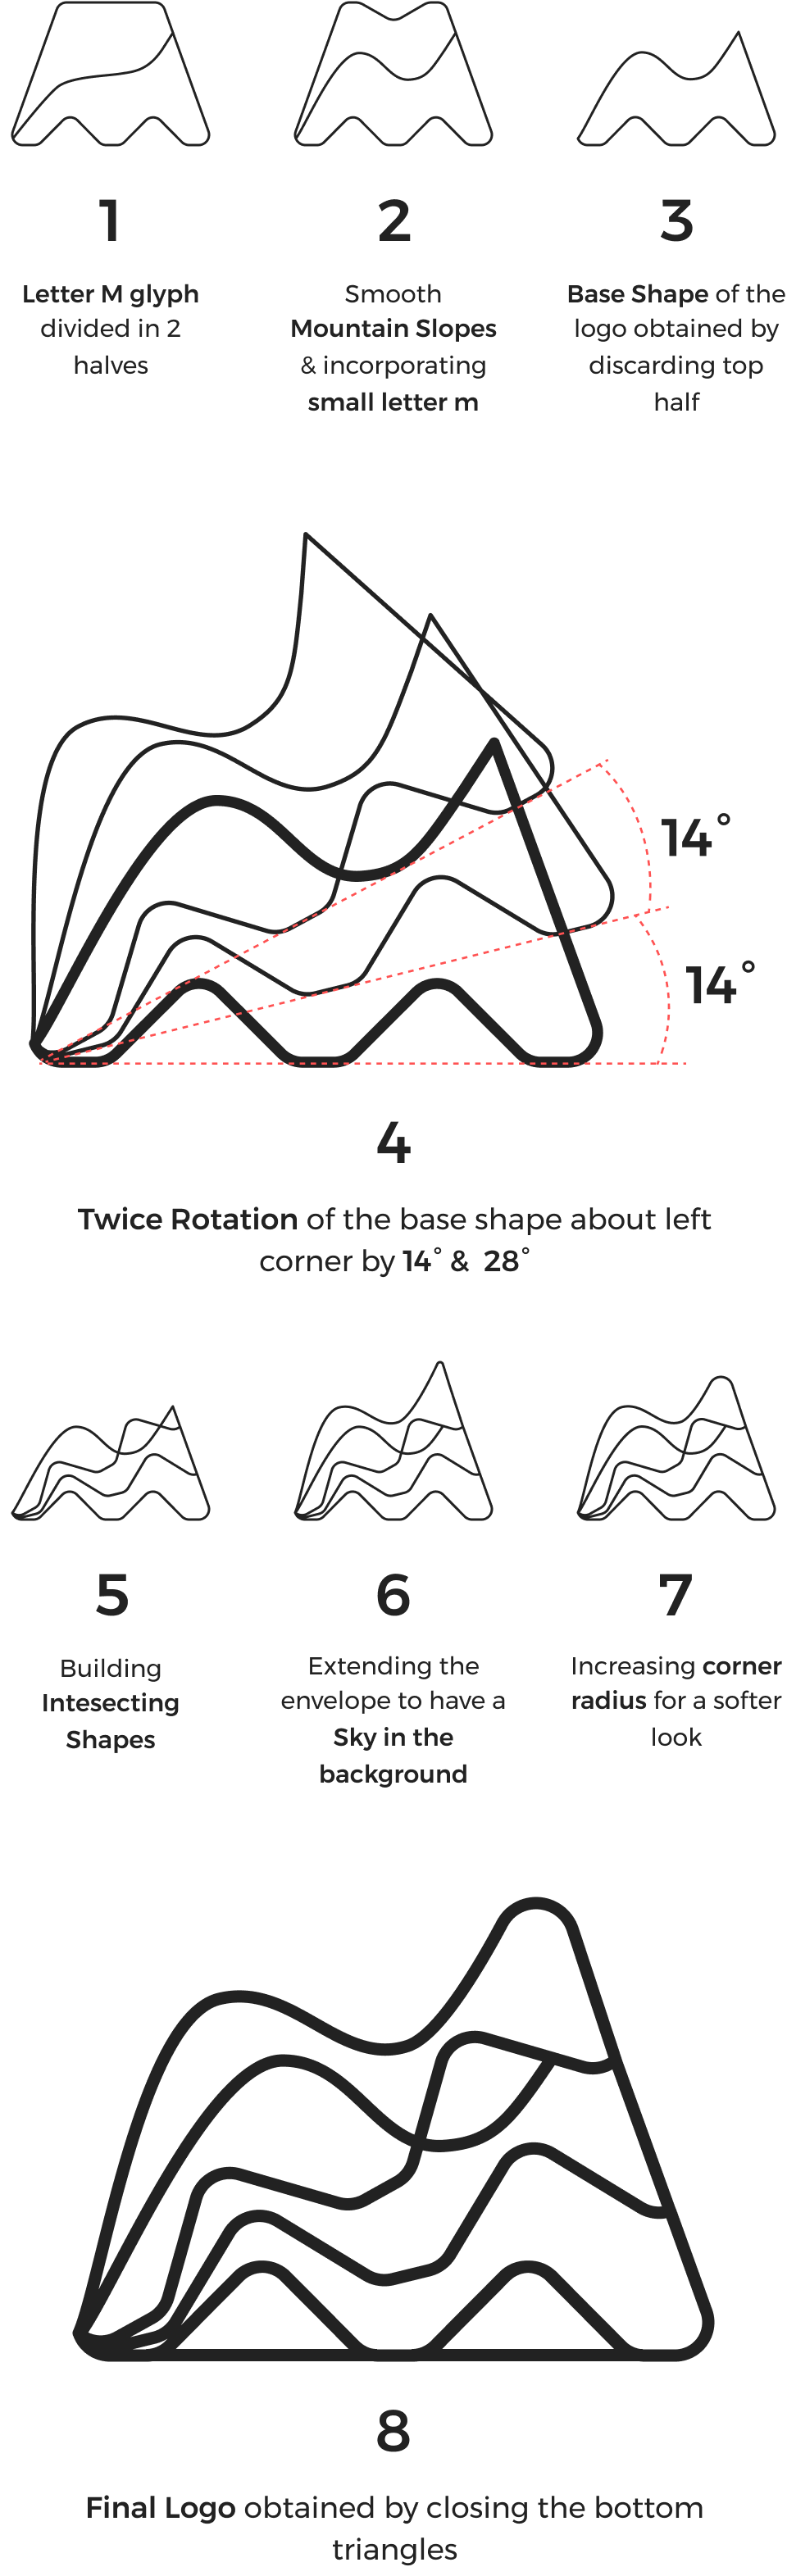 1
2
3
Letter M glyph
divided in 2
halves
Smooth
Mountain Slopes
& incorporating
small letter m
Base Shape of the
logo obtained by
discarding top
half
14°
14°
4
Twice Rotation of the base shape about left
corner by 14° & 28°
5
6
7
Building
Intesecting
Shapes
Extending the
envelope to have a
Sky in the
background
Increasing corner
radius for a softer
look
8
Final Logo obtained by closing the bottom
triangles